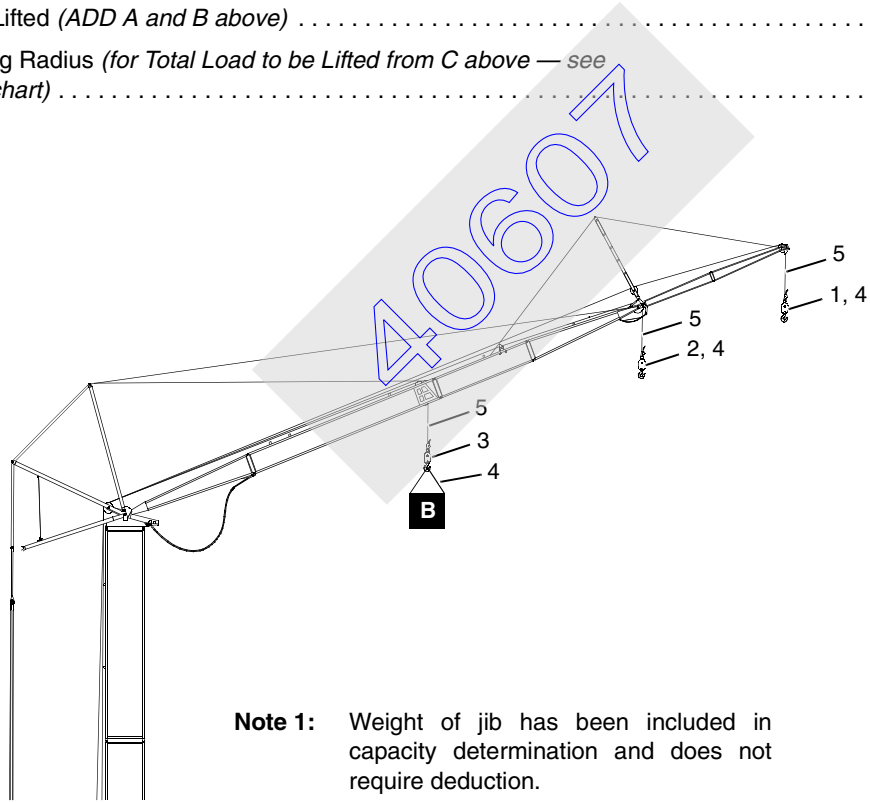 Lifted (ADD A and B above) . . . . . . . . . . . . . . . . . . . . . . . . . . . . . . . . . . . . . . . . . . .
g Radius (for Total Load to be Lifted from C above — see
chart) . . . . . . . . . . . . . . . . . . . . . . . . . . . . . . . . . . . . . . . . . . . . . . . . . . . . . . . . . . . . .
40607
5
1, 4
5
2, 4
5
3
4
B
Note 1: Weight of jib has been included in
capacity determination and does not
require deduction.